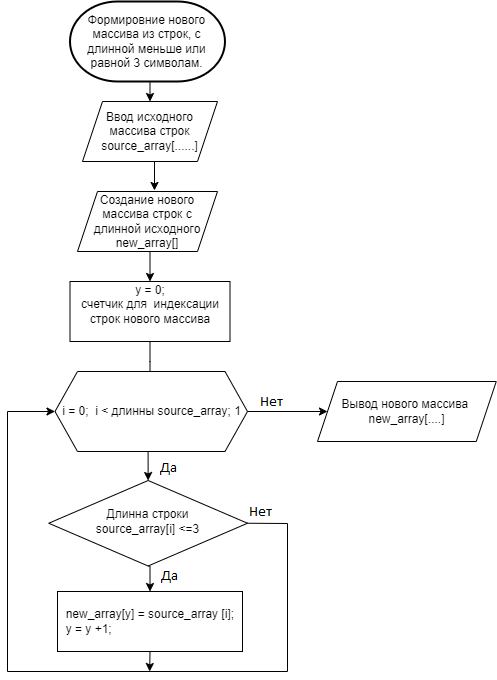 Формировние нового
массива из строк, с
длинной меньше или
равной 3 символам.
Ввод исходного
массива строк
source_array[......]
Создание нового
массива строк с
длинной исходного
new_array[]
y = 0;
счетчик для индексации
строк нового массива
i = 0; i < длинны source_array; 1
Нет
Вывод нового массива
new_array[....]
Да
Длинна строки
source_array[i] <=3
Нет
Да
new_array[y] = source_array [i];
y = y +1;